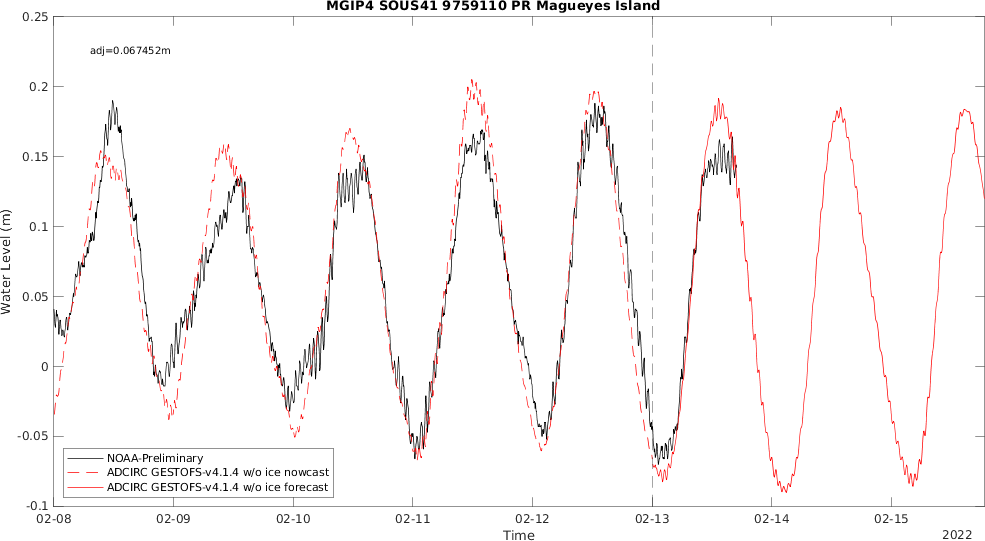 MGIP4 SOUS41 9759110 PR Magueyes Island
0.25
adj=0.067452m
0.2
0.15
0.1
0.05
0
-0.05
-0.1
Water Level (m)
NOAA-Preliminary
ADCIRC GESTOFS-v4.1.4 w/o ice nowcast
ADCIRC GESTOFS-v4.1.4 w/o ice forecast
02-08 02-09 02-10 02-11 02-12 02-13 02-14 02-15
Time
2022